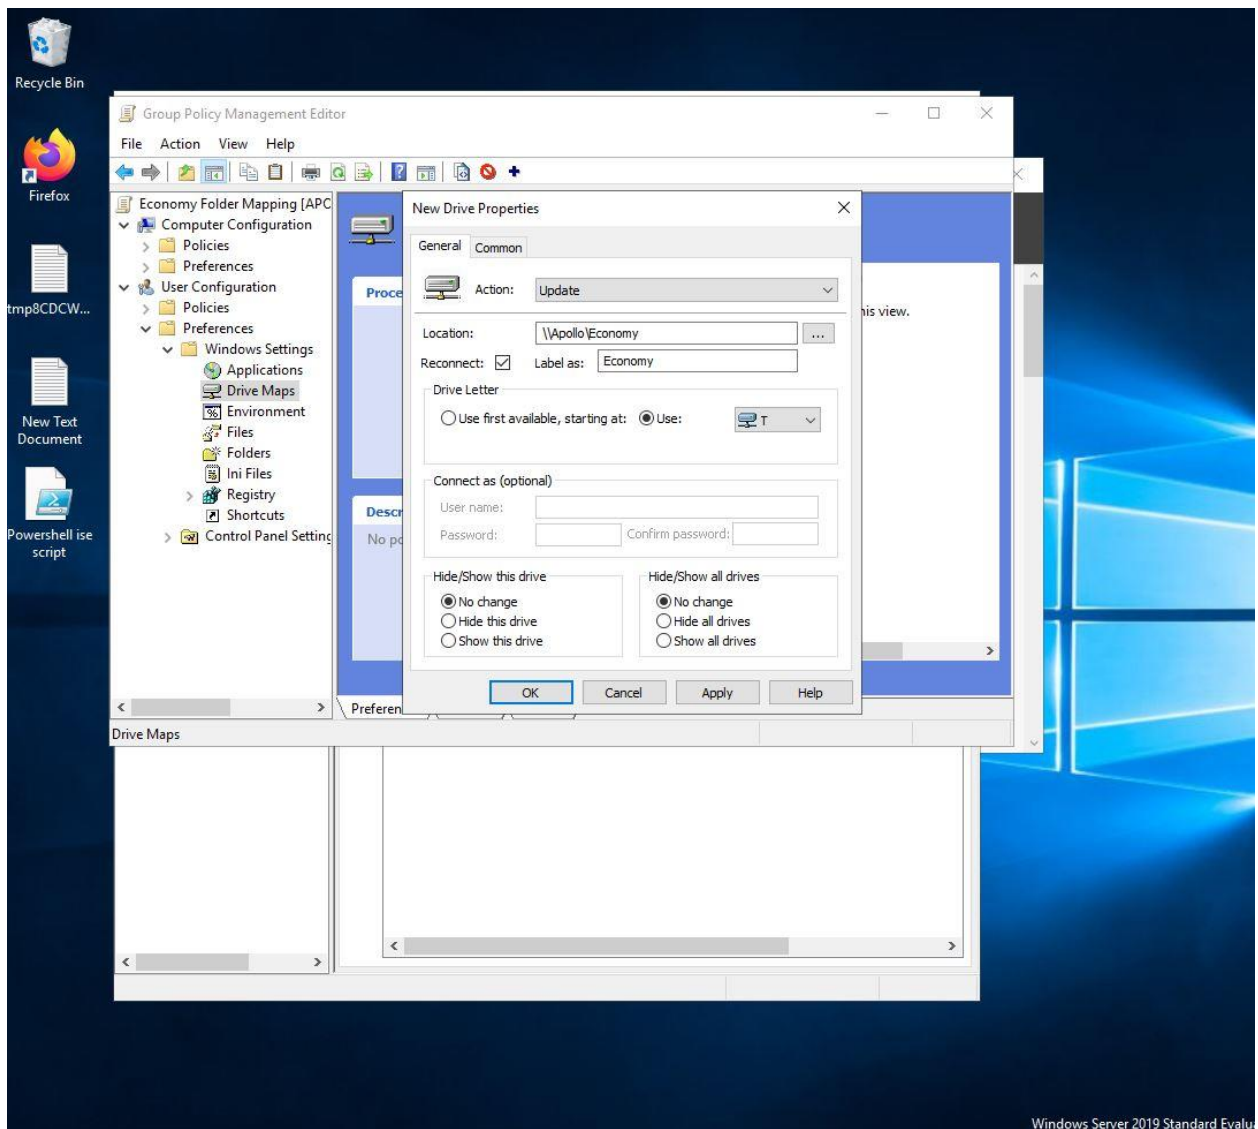 Recycle Bin
Firefox
tmp8CDCW...
New Text
Document
Powershell ise
script
Group Policy Management Editor
File Action View Help
Economy Folder Mapping [APC
Computer Configuration
Policies
Preferences
User Configuration
Policies
Preferences
Windows Settings
Applications
Drive Maps
Environment
Files
Folders
Ini Files
Registry
Shortcuts
Control Panel Setting
Proce
his view.
Descr
No po
Preferen
Drive Maps
New Drive Properties
General Common
Action: Update
Location: \\Apollo\Economy ...
Reconnect: Label as: Economy
Drive Letter
Use first available, starting at: Use: T
Connect as (optional)
User name:
Password: Confirm password:
Hide/Show this drive Hide/Show all drives
No change No change
Hide this drive Hide all drives
Show this drive Show all drives
OK Cancel Apply Help
Windows Server 2019 Standard Evalu